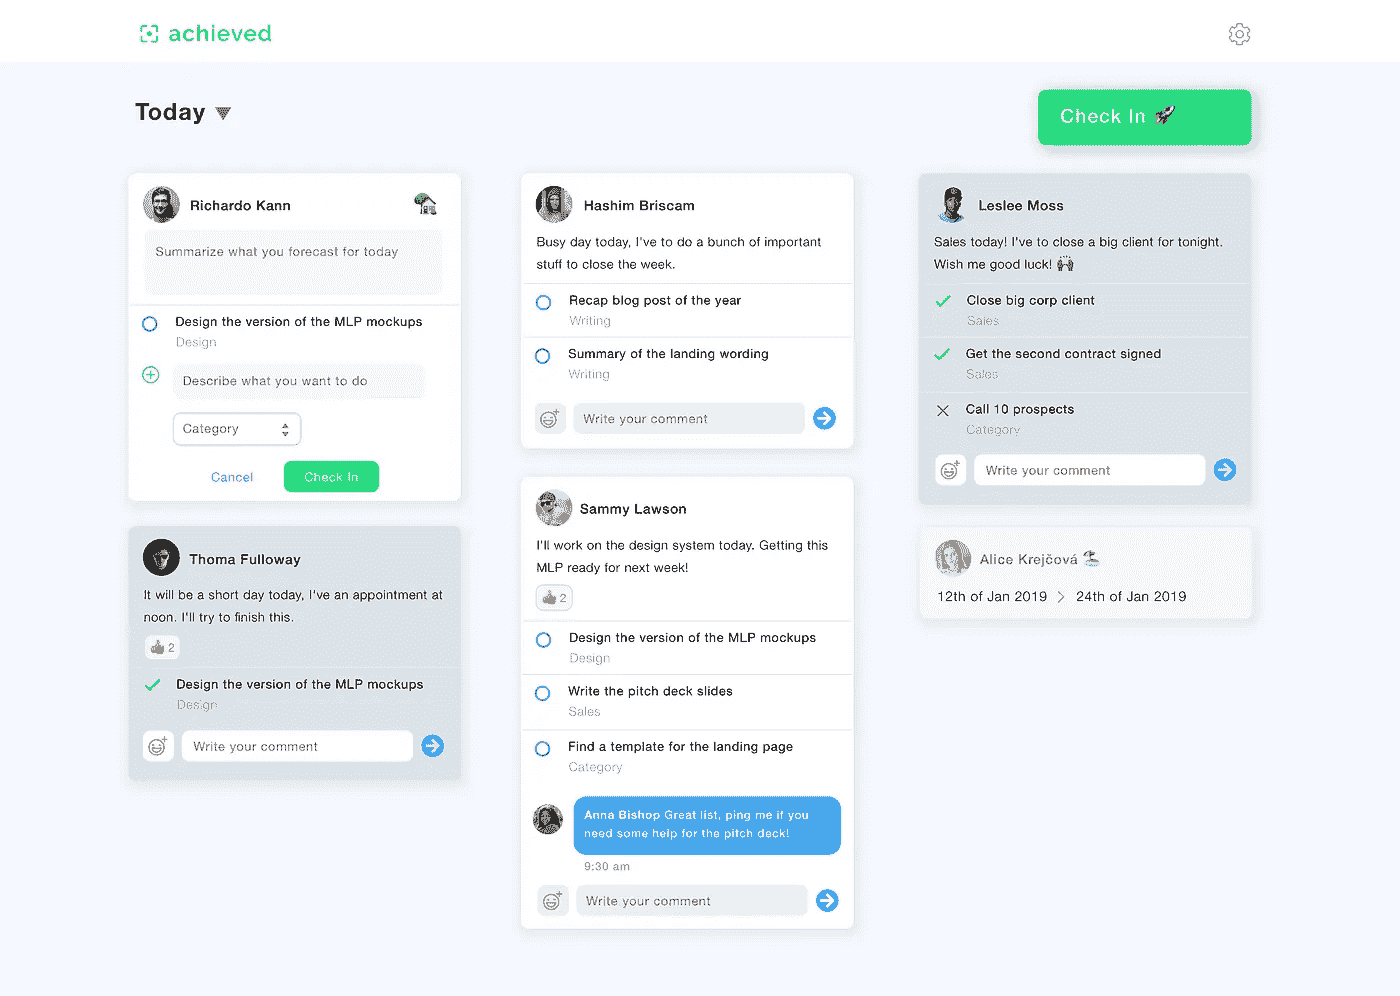 achieved
Today
Check In
Richardo Kann
Summarize what you forecast for today
Design the version of the MLP mockups
Design
Describe what you want to do
Category
Cancel
Check In
Thoma Fulloway
It will be a short day today, I've an appointment at
noon. I'll try to finish this.
2
Design the version of the MLP mockups
Design
Write your comment
Hashim Briscam
Busy day today, I've to do a bunch of important
stuff to close the week.
Recap blog post of the year
Writing
Summary of the landing wording
Writing
Write your comment
Sammy Lawson
I'll work on the design system today. Getting this
MLP ready for next week!
2
Design the version of the MLP mockups
Design
Write the pitch deck slides
Sales
Find a template for the landing page
Category
Anna Bishop Great list, ping me if you
need some help for the pitch deck!
9:30 am
Write your comment
Leslee Moss
Sales today! I've to close a big client for tonight.
Wish me good luck!
Close big corp client
Sales
Get the second contract signed
Sales
Call 10 prospects
Category
Write your comment
Alice Krejčová
12th of Jan 2019 > 24th of Jan 2019